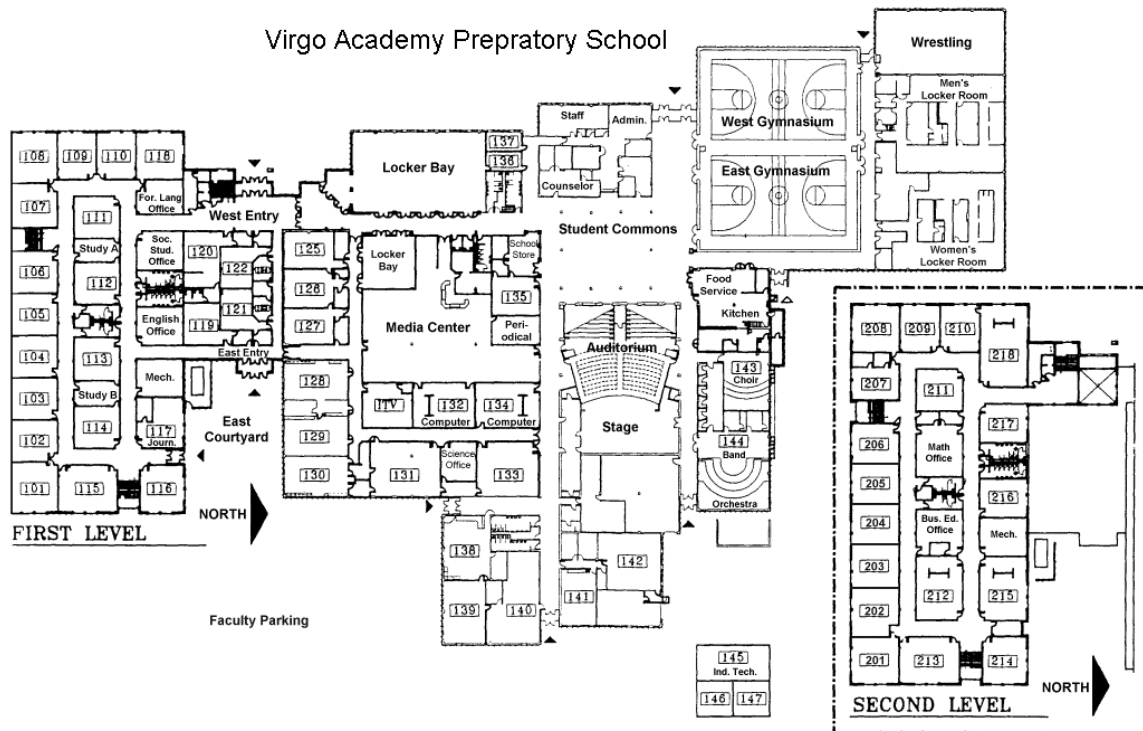 Virgo Academy Prepratory School
Wrestling
Men's
Locker Room
West Gymnasium
East Gymnasium
Women's
Locker Room
Staff
Admin.
Counselor
Student Commons
137
136
Locker Bay
108
109
110
118
107
For. Lang
Office
West Entry
111
Study A
112
106
105
104
103
102
101
Soc.
Stud.
Office
120
122
121
119
English
Office
East Entry
113
Study B
114
Mech.
117
Journ.
115
116
East
Courtyard
NORTH
FIRST LEVEL
125
126
127
128
129
130
Locker
Bay
School
Store
135
Peri-
odical
Media Center
ITV
132
Computer
134
Computer
131
Science
Office
133
138
139
140
141
142
Auditorium
Stage
Food
Service
Kitchen
143
Choir
144
Band
Orchestra
Faculty Parking
145
Ind. Tech.
146
147
208
209
210
218
207
211
217
206
Math
Office
205
216
204
Bus. Ed.
Office
Mech.
203
212
215
202
201
213
214
NORTH
SECOND LEVEL